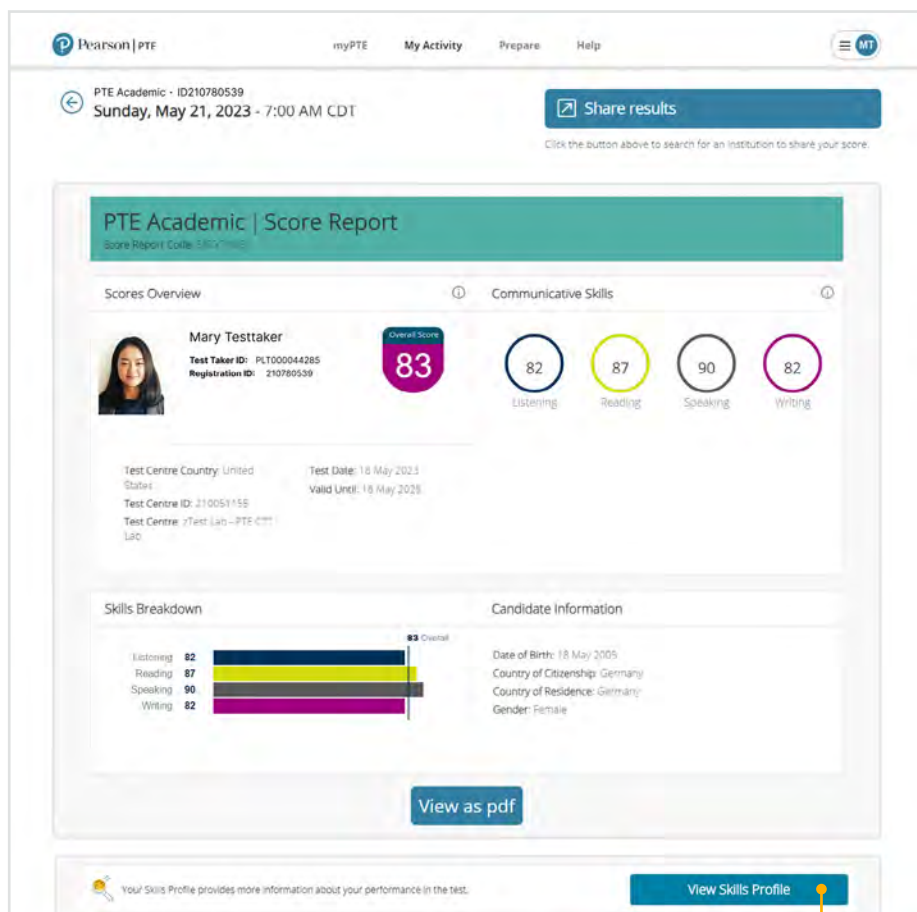 Pearson | PTE
myPTE My Activity Prepare Help
MT
PTE Academic - ID210780539
Sunday, May 21, 2023 - 7:00 AM CDT
Share results
Click the button above to search for an institution to share your score.
PTE Academic | Score Report
Score Report Code:
Scores Overview
Communicative Skills
Mary Testtaker
Test Taker ID: PLT000044285
Registration ID: 210780539
Overall Score
83
82 87 90 82
Listening Reading Speaking Writing
Test Centre Country: United
States
Test Centre ID: 210051155
Test Centre: zTest Lab - PTE
Lab
Test Date: 18 May 2023
Valid Until: 18 May 2025
Skills Breakdown
Candidate Information
83 Overall
Listening 82
Reading 87
Speaking 90
Writing 82
Date of Birth: 18 May 2005
Country of Citizenship: Germany
Country of Residence: Germany
Gender: Female
View as pdf
Your Skills Profile provides more information about your performance in the test.
View Skills Profile